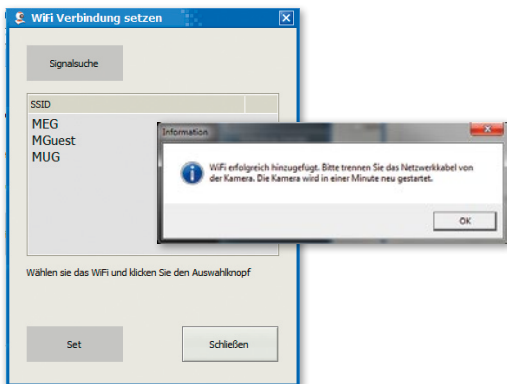 WiFi Verbindung setzen
Signalsuche
SSID
MEG
MGuest
MUG
Wählen sie das WiFi und klicken Sie den Auswahlknopf
Set
Schließen
Information
WiFi erfolgreich hinzugefügt. Bitte trennen Sie das Netzwerkkabel von
der Kamera. Die Kamera wird in einer Minute neu gestartet.
OK